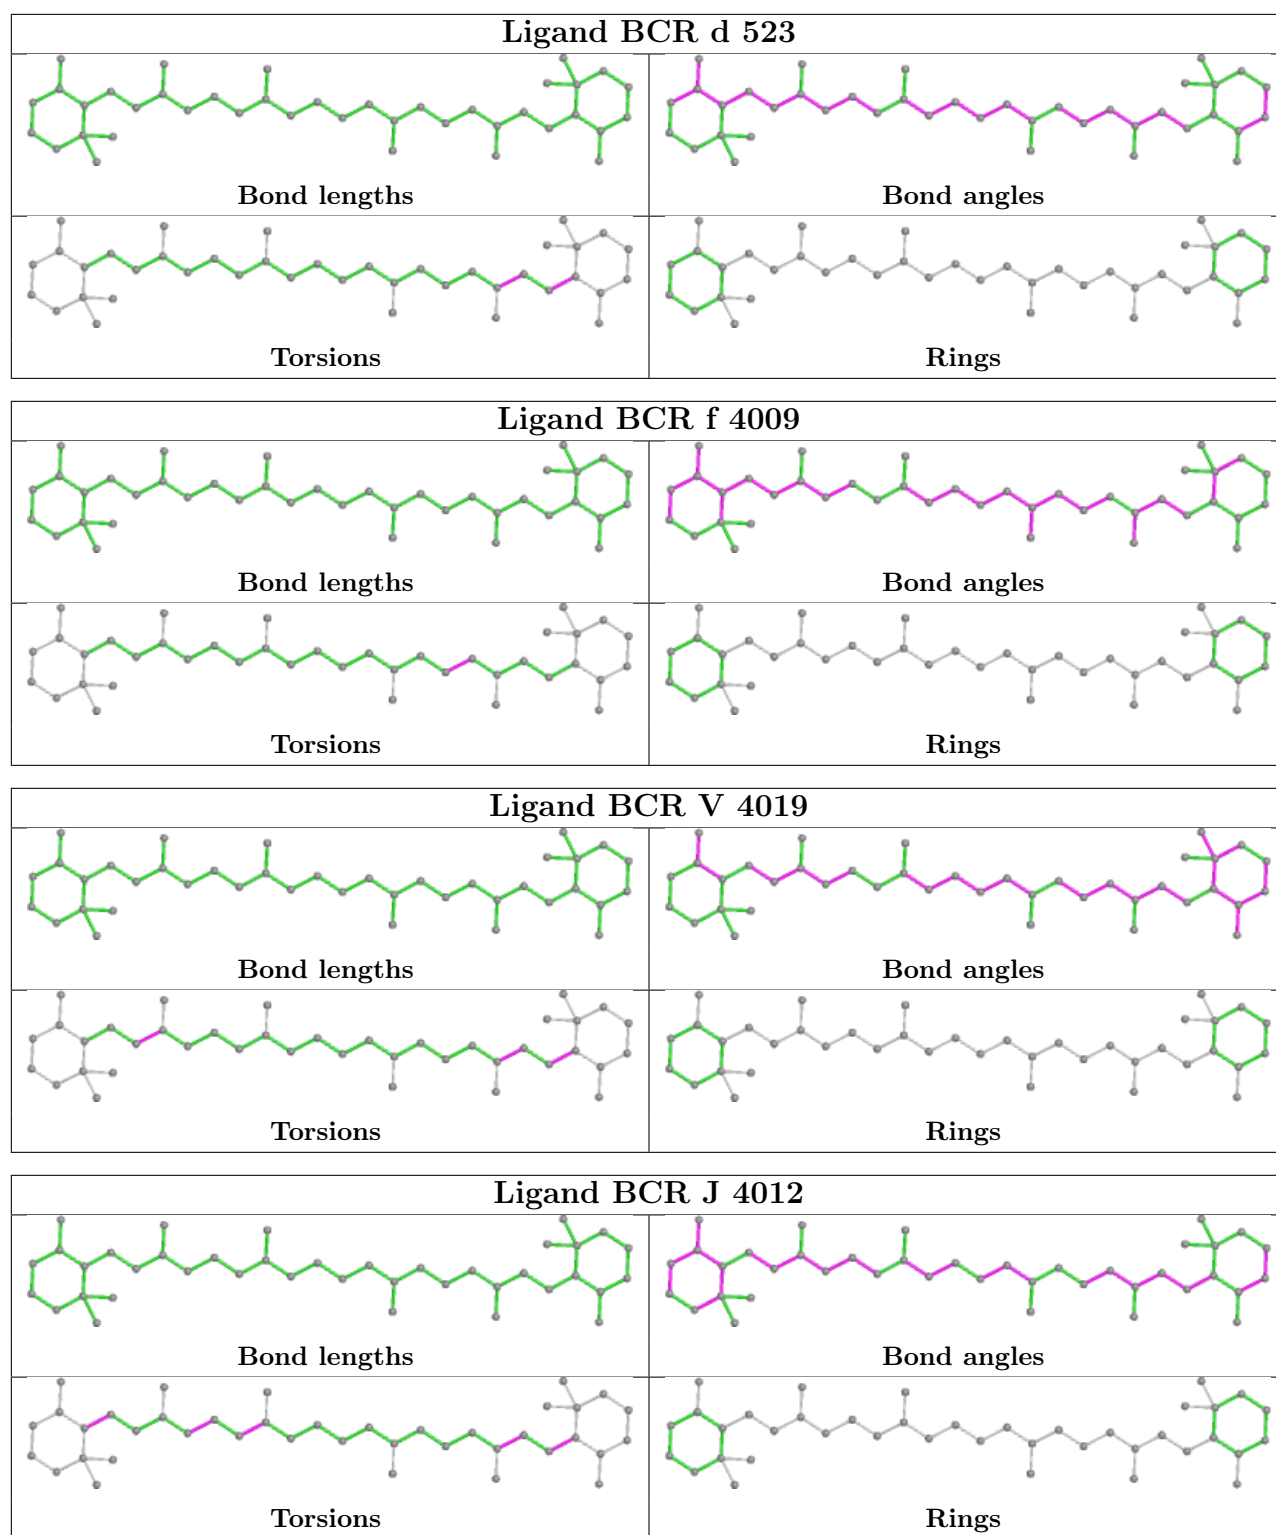 Ligand BCR d 523
Bond lengths
Bond angles
Torsions
Rings
Ligand BCR f 4009
Bond lengths
Bond angles
Torsions
Rings
Ligand BCR V 4019
Bond lengths
Bond angles
Torsions
Rings
Ligand BCR J 4012
Bond lengths
Bond angles
Torsions
Rings